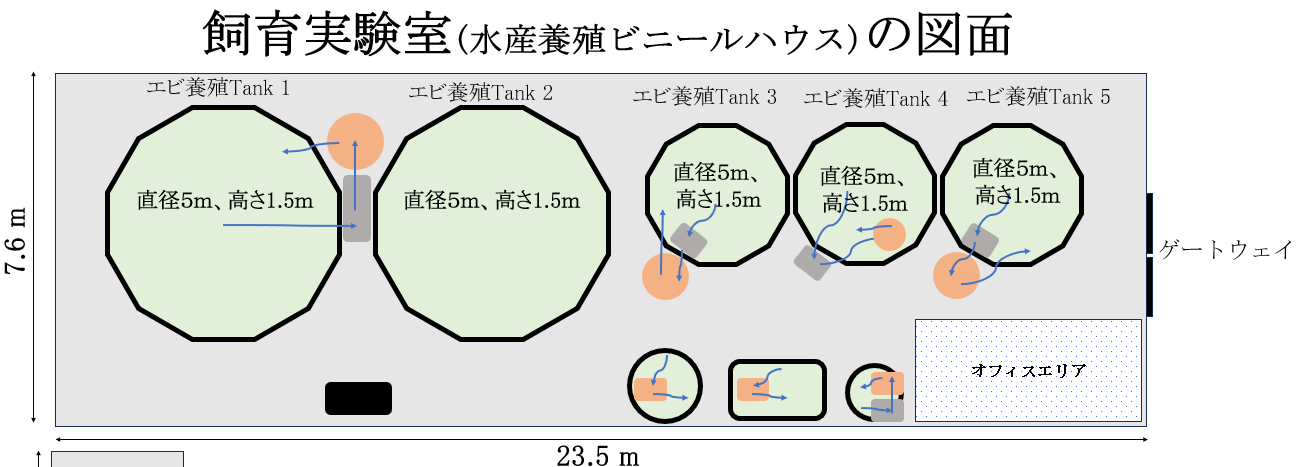 飼育実験室(水産養殖ビニールハウス)の図面
エビ養殖Tank 1
エビ養殖Tank 2
エビ養殖Tank 3
エビ養殖Tank 4
エビ養殖Tank 5
直径5m、高さ1.5m
直径5m、高さ1.5m
直径5m、
高さ1.5m
直径5m、
高さ1.5m
直径5m、
高さ1.5m
7.6 m
ゲートウェイ
オフィスエリア
23.5 m